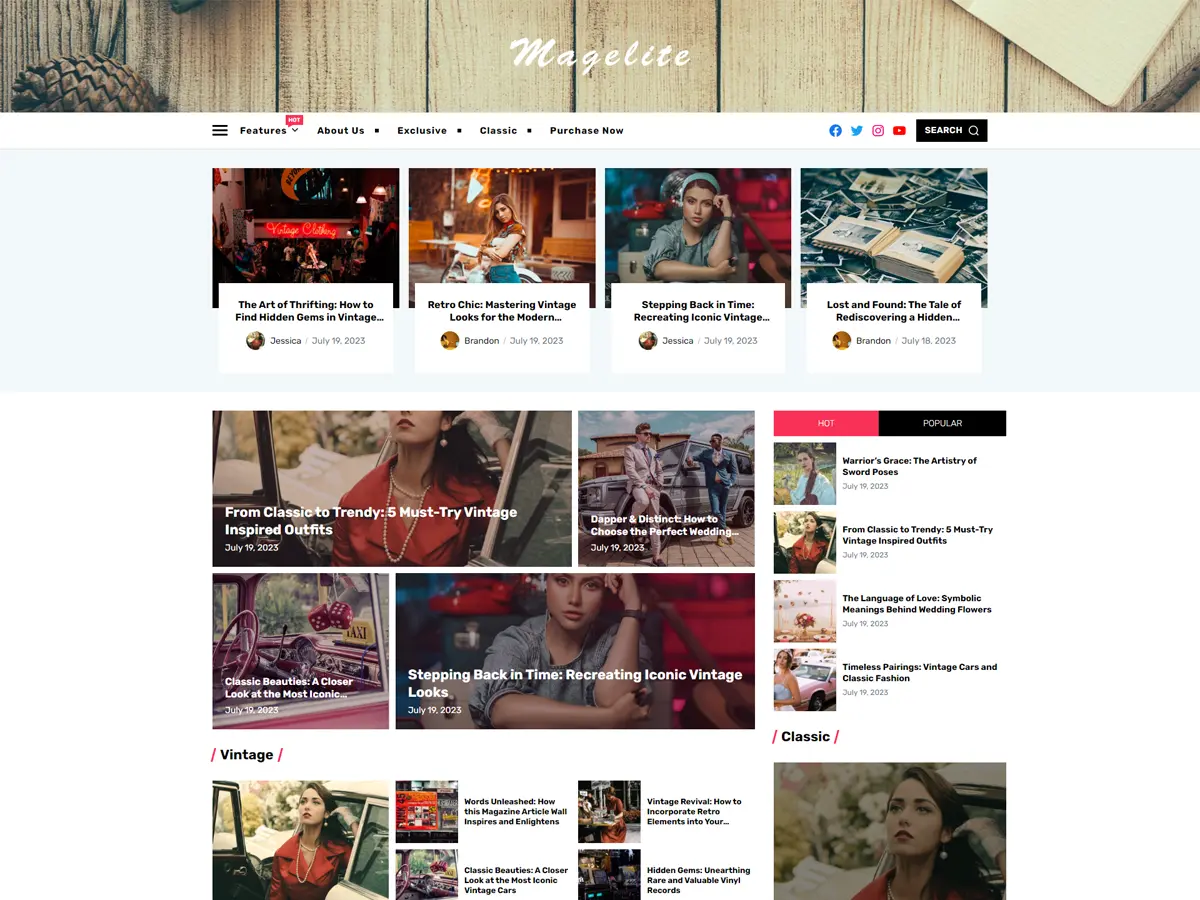 Magelite
HOT
Features
About Us
Exclusive
Classic
Purchase Now
SEARCH
Vintage Clothing
The Art of Thrifting: How to
Find Hidden Gems in Vintage...
Jessica / July 19, 2023
Retro Chic: Mastering Vintage
Looks for the Modern...
Brandon / July 19, 2023
Stepping Back in Time:
Recreating Iconic Vintage...
Jessica / July 19, 2023
Lost and Found: The Tale of
Rediscovering a Hidden...
Brandon / July 18, 2023
From Classic to Trendy: 5 Must-Try Vintage
Inspired Outfits
July 19, 2023
Dapper & Distinct: How to
Choose the Perfect Wedding...
July 19, 2023
TAXI
Classic Beauties: A Closer
Look at the Most Iconic...
July 19, 2023
Stepping Back in Time: Recreating Iconic Vintage
Looks
July 19, 2023
HOT
POPULAR
Warrior's Grace: The Artistry of
Sword Poses
July 19, 2023
From Classic to Trendy: 5 Must-Try
Vintage Inspired Outfits
July 19, 2023
The Language of Love: Symbolic
Meanings Behind Wedding Flowers
July 19, 2023
Timeless Pairings: Vintage Cars and
Classic Fashion
July 19, 2023
/ Vintage /
Words Unleashed: How
this Magazine Article Wall
Inspires and Enlightens
Vintage Revival: How to
Incorporate Retro
Elements into Your...
Classic Beauties: A Closer
Look at the Most Iconic
Vintage Cars
Hidden Gems: Unearthing
Rare and Valuable Vinyl
Records
/ Classic /